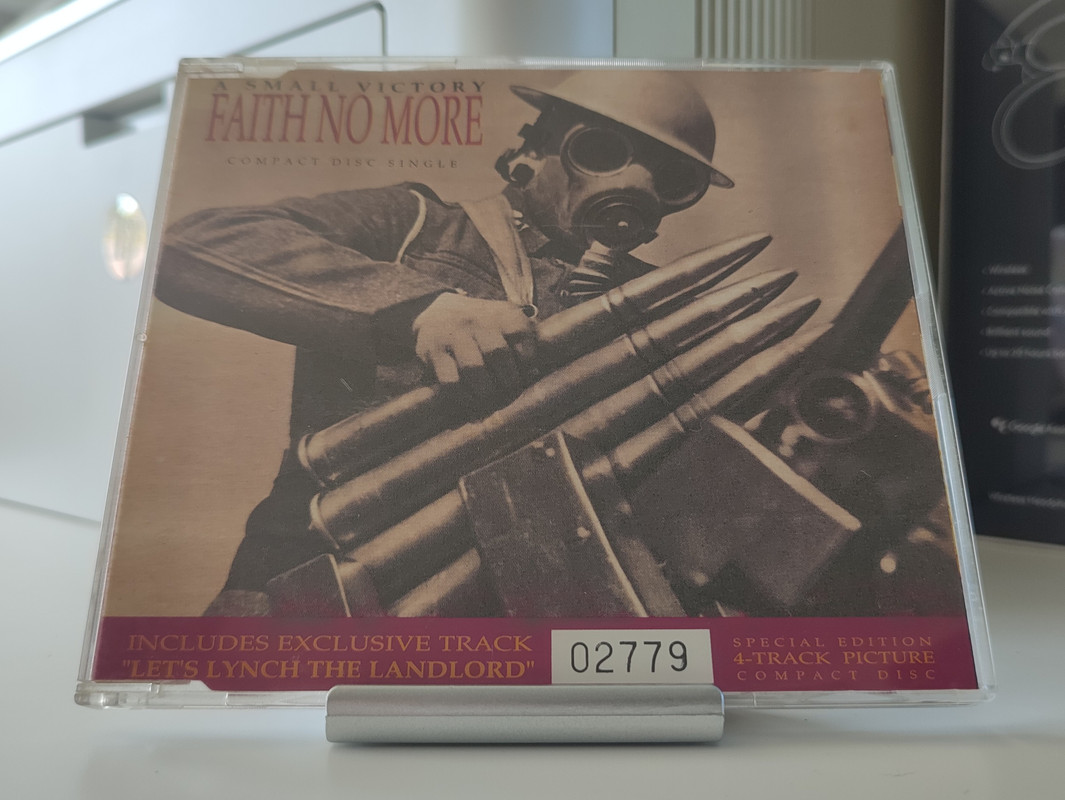 A SMALL VICTORY
FAITH NO MORE
COMPACT DISC SINGLE
INCLUDES EXCLUSIVE TRACK
"LET'S LYNCH THE LANDLORD"
02779
SPECIAL EDITION
4-TRACK PICTURE
COMPACT DISC